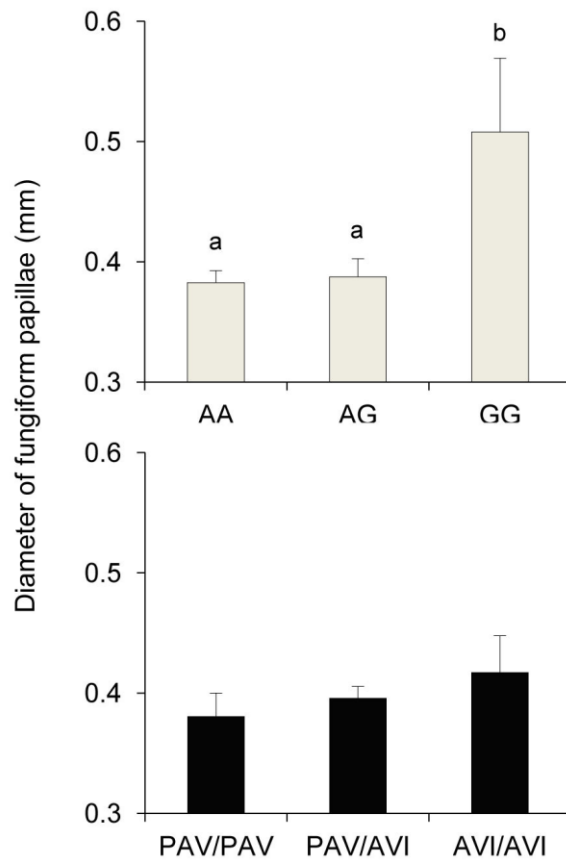 Diameter of fungiform papillae (mm)
0.6
0.5
0.4
0.3
a
a
b
AA
AG
GG
0.6
0.5
0.4
0.3
PAV/PAV
PAV/AVI
AVI/AVI